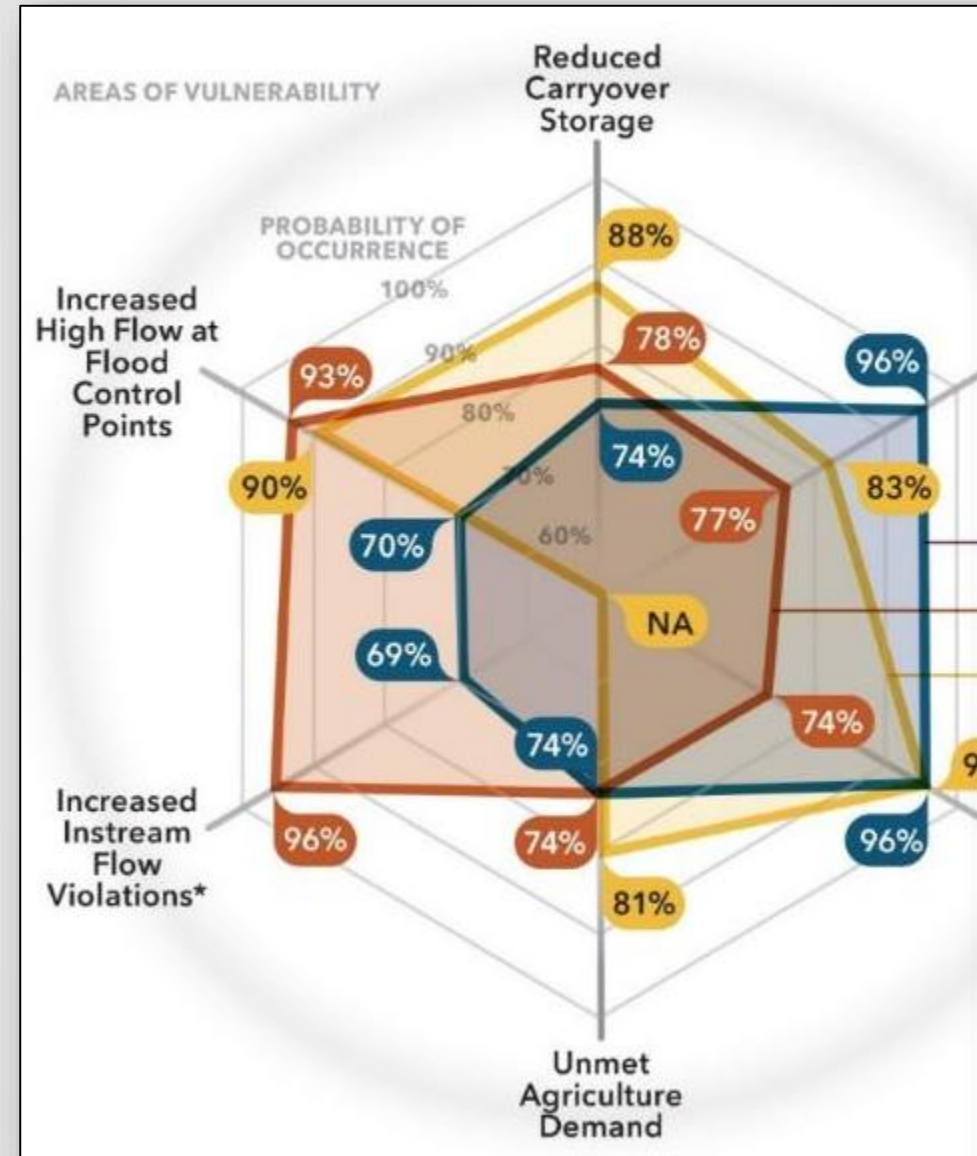 Reduced
Carryover
Storage
AREAS OF VULNERABILITY
PROBABILITY OF
OCCURRENCE
88%
100%
Increased
High Flow at
Flood
Control
Points
78%
90%
96%
93%
80%
74%
70%
90%
77%
83%
60%
70%
NA
69%
74%
74%
9
Increased
Instream
Flow
Violations*
96%
74%
96%
81%
Unmet
Agriculture
Demand